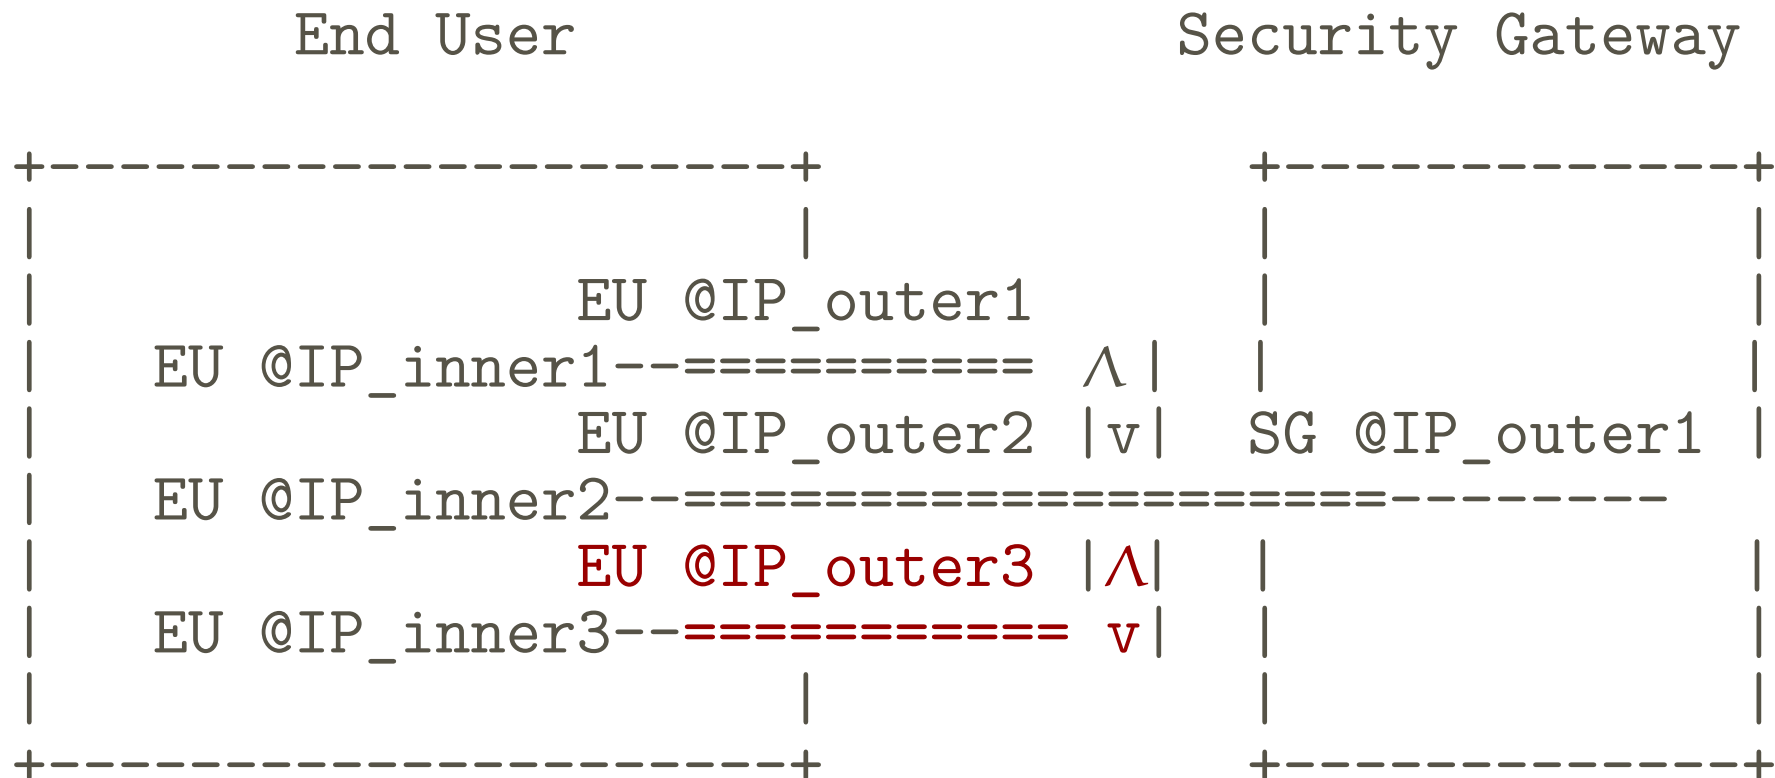 End User                 Security Gateway
+---------------------+            +-------------+
|                     |            |             |
|               EU @IP_outer1      |             |
|   EU @IP_inner1--========== ^|   |             |
|               EU @IP_outer2 |v|  SG @IP_outer1 |
|   EU @IP_inner2--====================--------
|               EU @IP_outer3 |^|  |             |
|   EU @IP_inner3--=========== v|  |             |
|                     |            |             |
+---------------------+            +-------------+